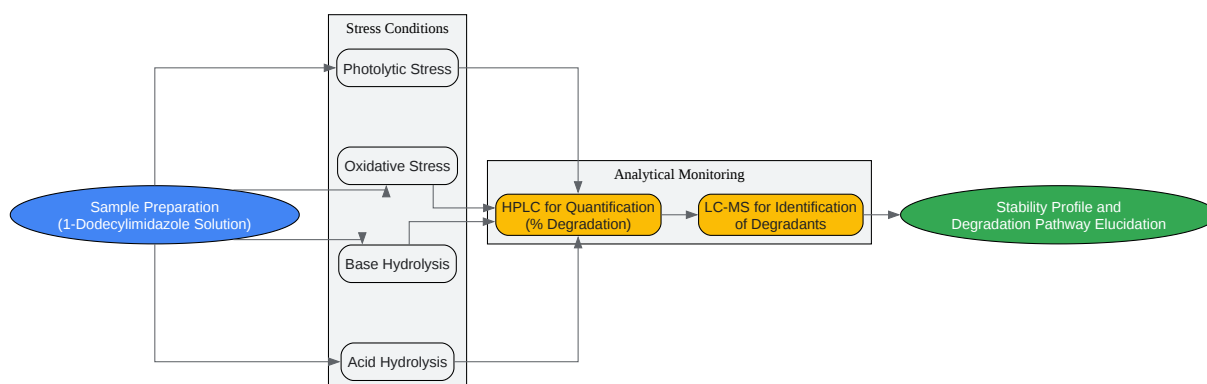 Stress Conditions
Photolytic Stress
Oxidative Stress
Base Hydrolysis
Acid Hydrolysis
Sample Preparation
(1-Dodecylimidazole Solution)
Analytical Monitoring
HPLC for Quantification
(% Degradation)
LC-MS for Identification
of Degradants
Stability Profile and
Degradation Pathway Elucidation